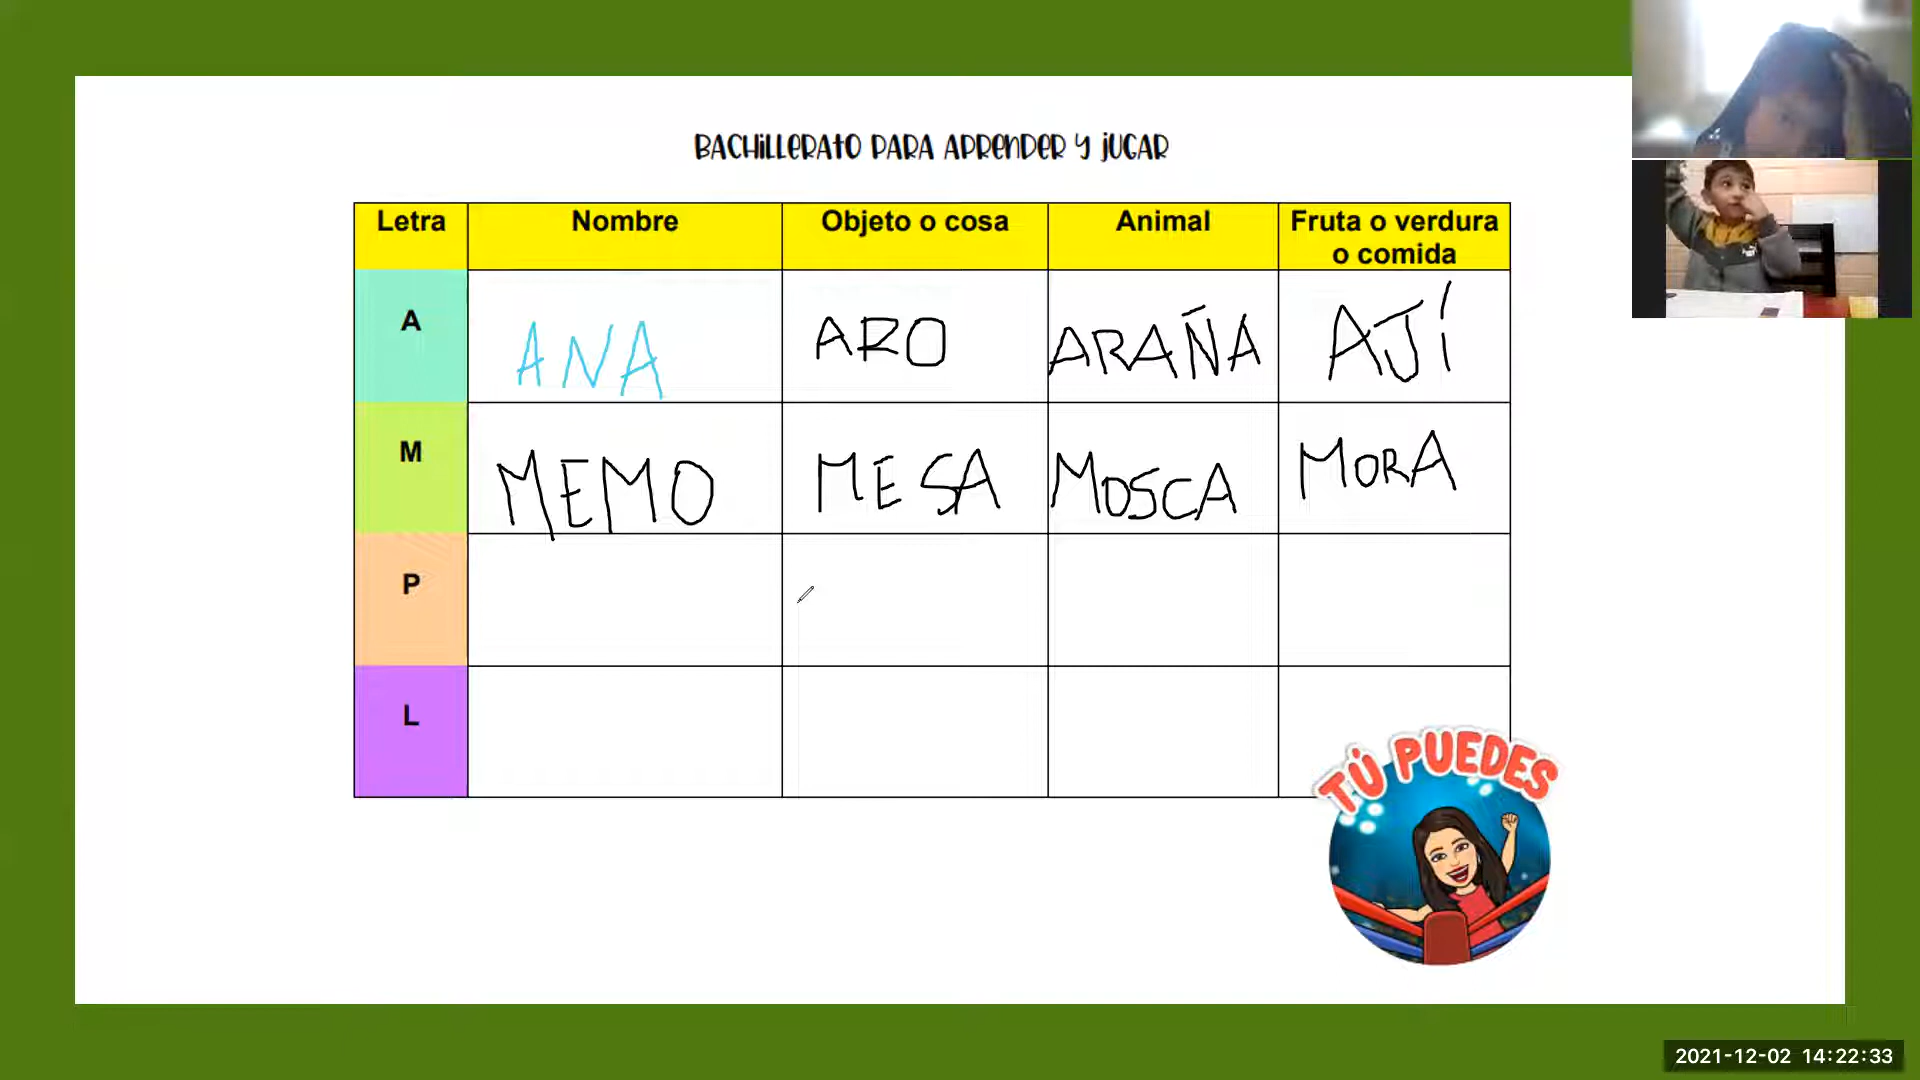 BACHILLERATO PARA APRENDER Y JUGAR
Letra Nombre Objeto o cosa Animal Fruta o verdura o comida
A ANA ARO ARAÑA AJÍ
M MEMO MESA MOSCA MORA
P
L
TÚ PUEDES
2021-12-02 14:22:33